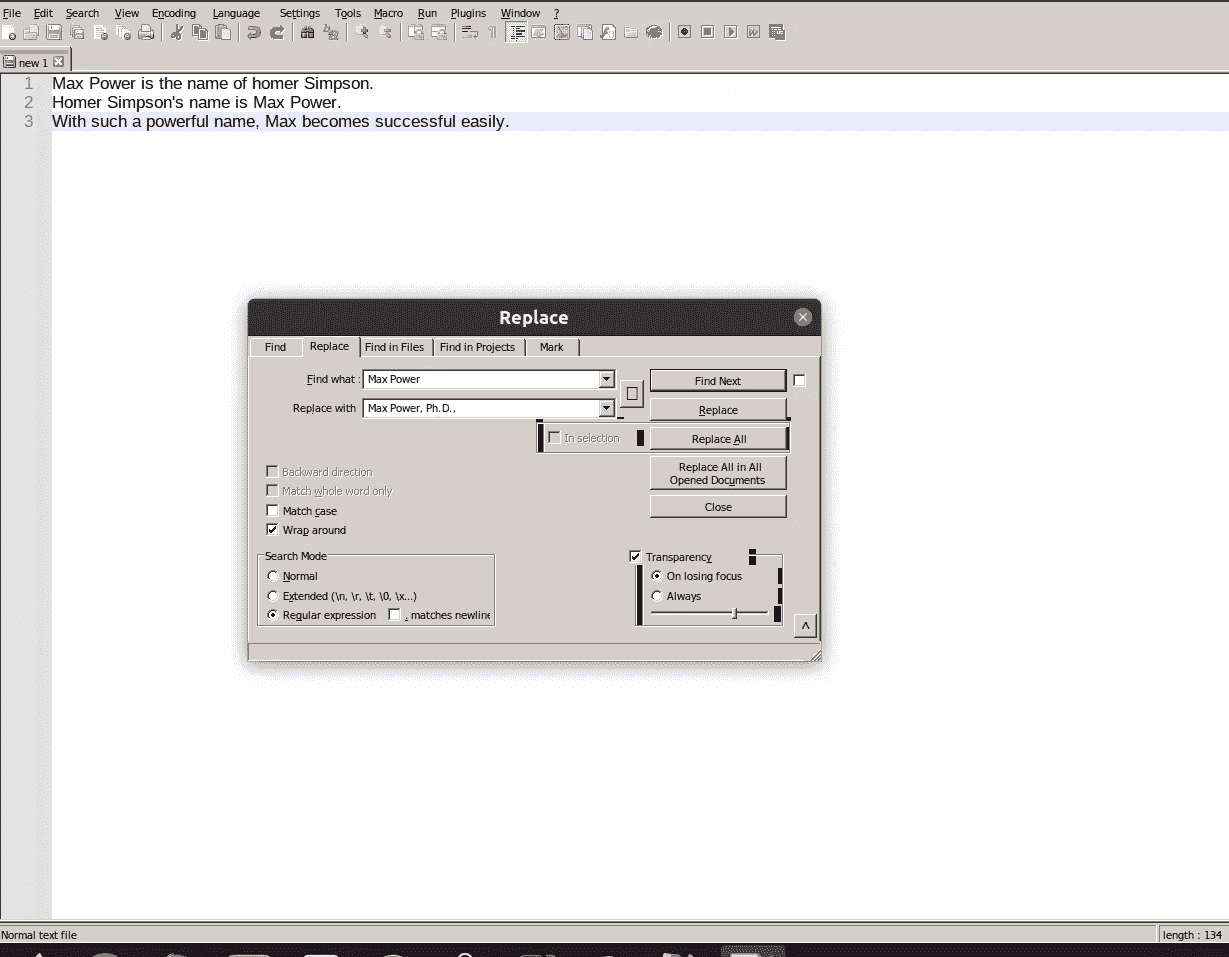 File Edit Search View Encoding Language Settings Tools Macro Run Plugins Window ?
new 1
1 Max Power is the name of homer Simpson.
2 Homer Simpson's name is Max Power.
3 With such a powerful name, Max becomes successful easily.
Replace
Find Replace Find in Files Find in Projects Mark
Find what : Max Power Find Next
Replace with Max Power, Ph.D., Replace
In selection Replace All
Backward direction Replace All in All
Opened Documents
Match whole word only
Match case Close
Wrap around
Search Mode Transparency
Normal On losing focus
Extended (\n, \r, \t, \0, \x...) Always
Regular expression . matches newline
^
Normal text file length : 134